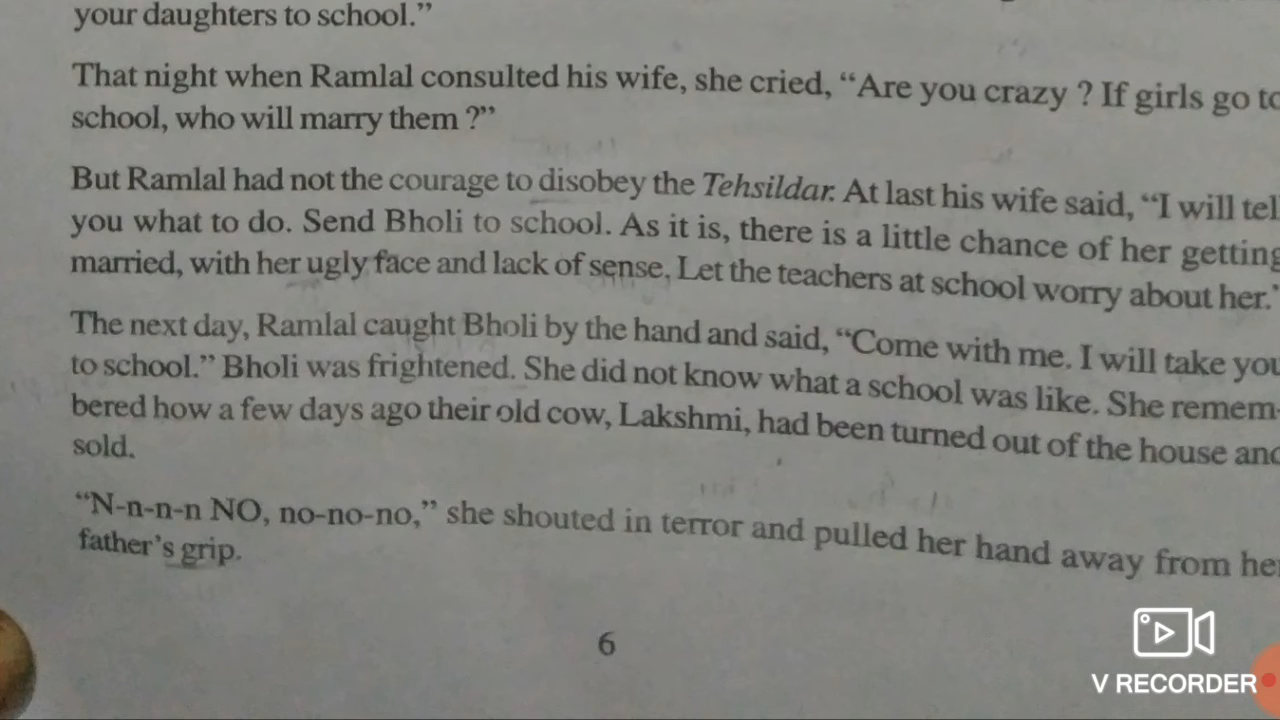 your daughters to school.”
That night when Ramlal consulted his wife, she cried, “Are you crazy ? If girls go to
school, who will marry them ?”
But Ramlal had not the courage to disobey the Tehsildar. At last his wife said, “I will tell
you what to do. Send Bholi to school. As it is, there is a little chance of her getting
married, with her ugly face and lack of sense. Let the teachers at school worry about her.”
The next day, Ramlal caught Bholi by the hand and said, “Come with me. I will take you
to school.” Bholi was frightened. She did not know what a school was like. She remem-
bered how a few days ago their old cow, Lakshmi, had been turned out of the house and
sold.
“N-n-n-n NO, no-no-no,” she shouted in terror and pulled her hand away from her
father’s grip.
6
V RECORDER